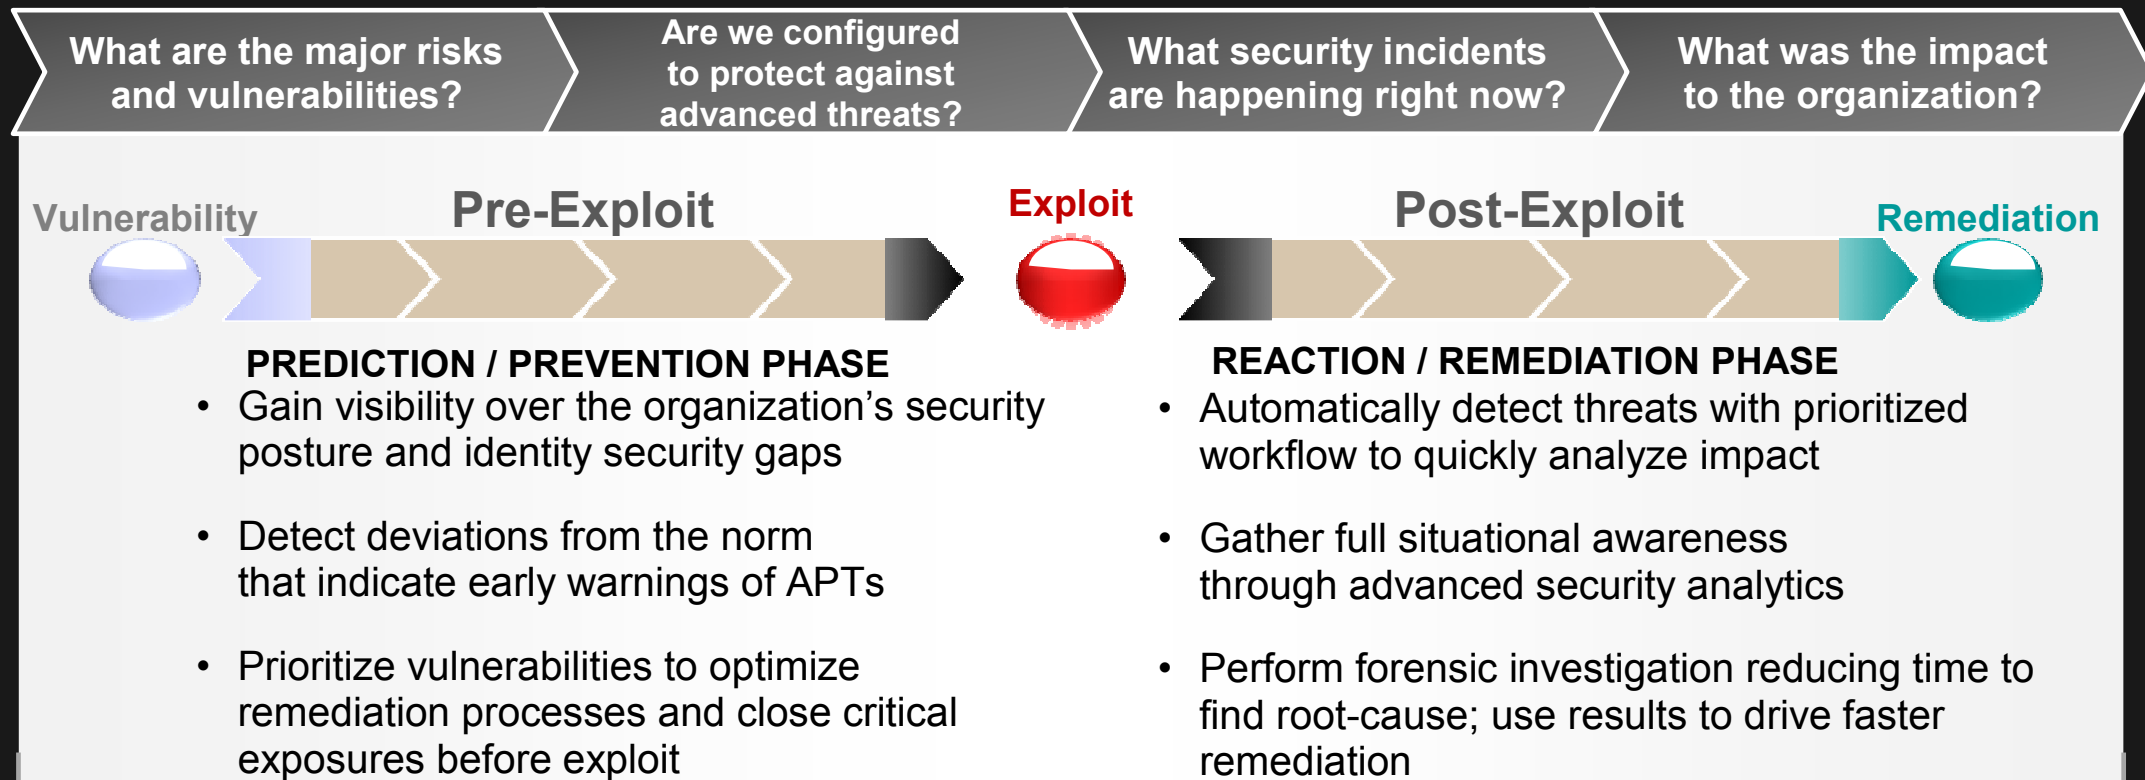 What are the major risks
and vulnerabilities?
Are we configured
to protect against
advanced threats?
What security incidents
are happening right now?
What was the impact
to the organization?
Vulnerability
Pre-Exploit
Exploit
Post-Exploit
Remediation
PREDICTION / PREVENTION PHASE
• Gain visibility over the organization’s security
posture and identity security gaps
• Detect deviations from the norm
that indicate early warnings of APTs
• Prioritize vulnerabilities to optimize
remediation processes and close critical
exposures before exploit
REACTION / REMEDIATION PHASE
• Automatically detect threats with prioritized
workflow to quickly analyze impact
• Gather full situational awareness
through advanced security analytics
• Perform forensic investigation reducing time to
find root-cause; use results to drive faster
remediation